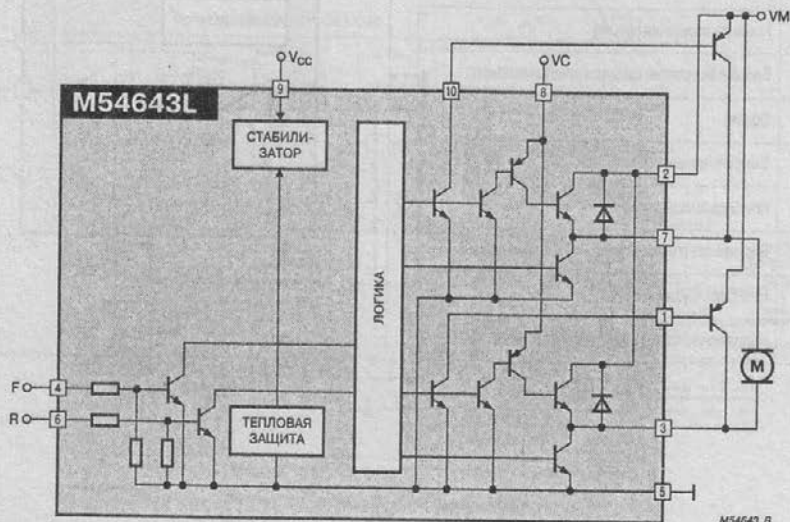 VM
VCC
VC
9
10
8
M54643L
СТАБИЛИ-
ЗАТОР
2
7
ЛОГИКА
1
M
F
4
R
6
ТЕПЛОВАЯ
ЗАЩИТА
3
5
M54643_B